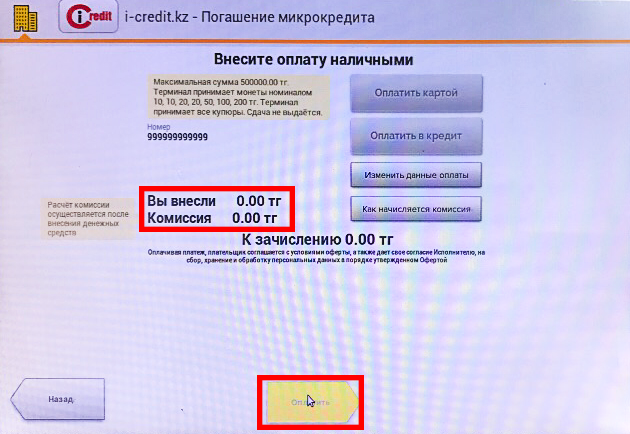 i credit
i-credit.kz - Погашение микрокредита
Внесите оплату наличными
Максимальная сумма 500000.00 тг.
Терминал принимает монеты номиналом
10, 10, 20, 20, 50, 100, 200 тг. Терминал
принимает все купюры. Сдача не выдаётся.
Номер
999999999999
Оплатить картой
Оплатить в кредит
Изменить данные оплаты
Как начисляется комиссия
Расчёт комиссии
осуществляется после
внесения денежных
средств
Вы внесли 0.00 тг
Комиссия 0.00 тг
К зачислению 0.00 тг
Оплачивая платеж, плательщик соглашается с условиями оферты, а также дает свое согласие Исполнителю, на
сбор, хранение и обработку персональных данных в порядке утвержденном Офертой
Назад
Оплатить